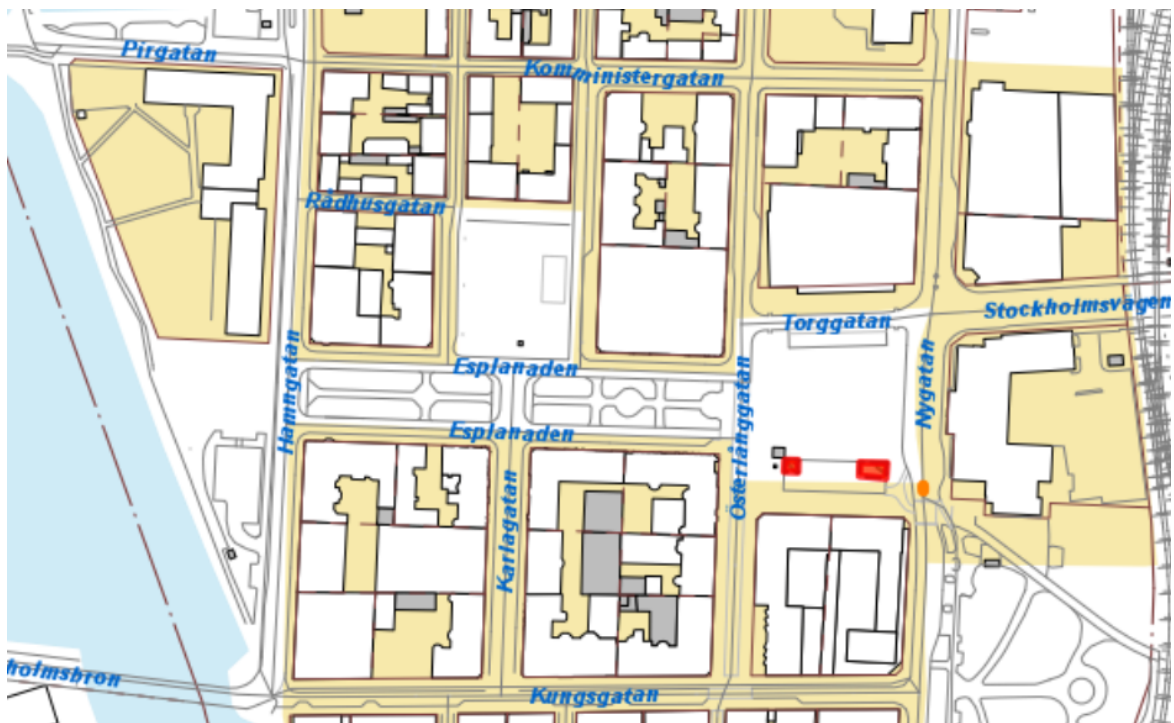 Pirgatan
Komministergatan
Rådhusgatan
Stockholmsvägen
Torggatan
Esplanaden
Hamngatan
Nygatan
Österlånggatan
Esplanaden
Karlagatan
holmsbron
Kungsgatan